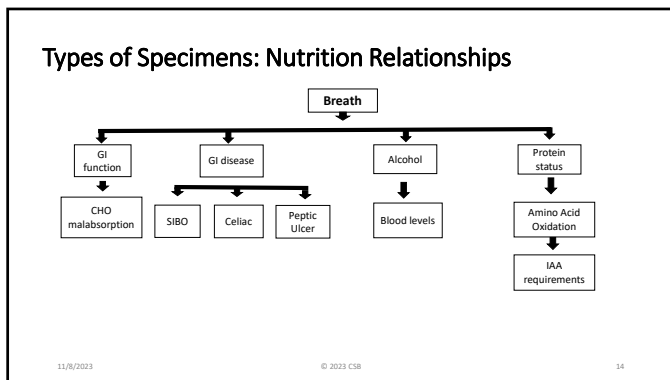 Types of Specimens: Nutrition Relationships
Breath
GI
function
GI disease
Alcohol
Protein
status
CHO
malabsorption
SIBO
Celiac
Peptic
Ulcer
Blood levels
Amino Acid
Oxidation
IAA
requirements
11/8/2023
© 2023 CSB
14